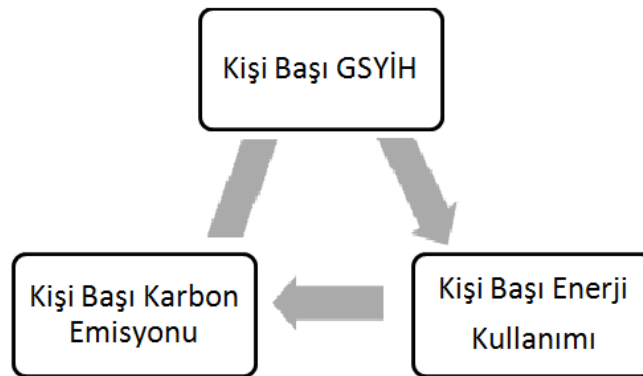 Kişi Başı GSYİH
Kişi Başı Karbon
Emisyonu
Kişi Başı Enerji
Kullanımı